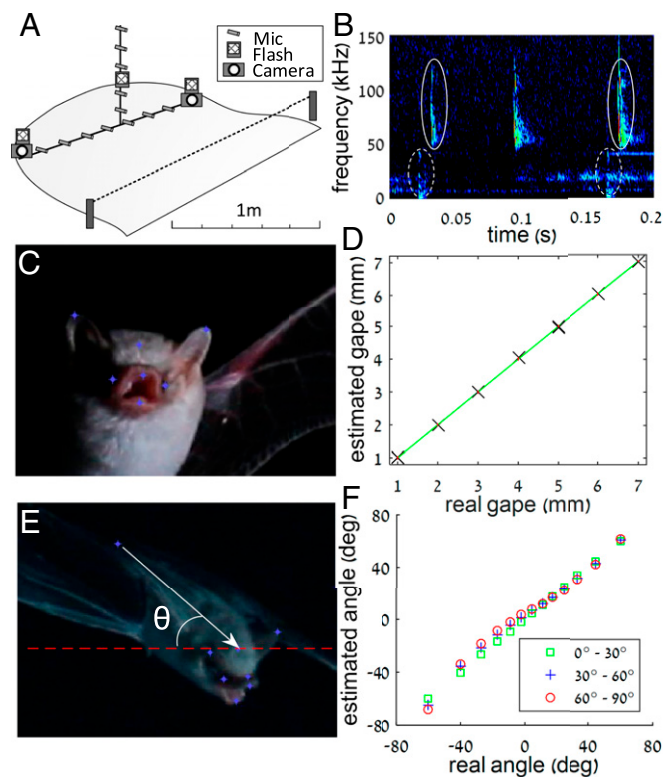 A
Mic
Flash
Camera
1m
B
frequency (kHz)
150
100
50
0
0 0.05 0.1 0.15 0.2
time (s)
C
D
estimated gape (mm)
7
6
5
4
3
2
1
1 2 3 4 5 6 7
real gape (mm)
E
θ
F
estimated angle (deg)
80
40
0
-40
-80
0° - 30°
30° - 60°
60° - 90°
-80 -40 0 40 80
real angle (deg)